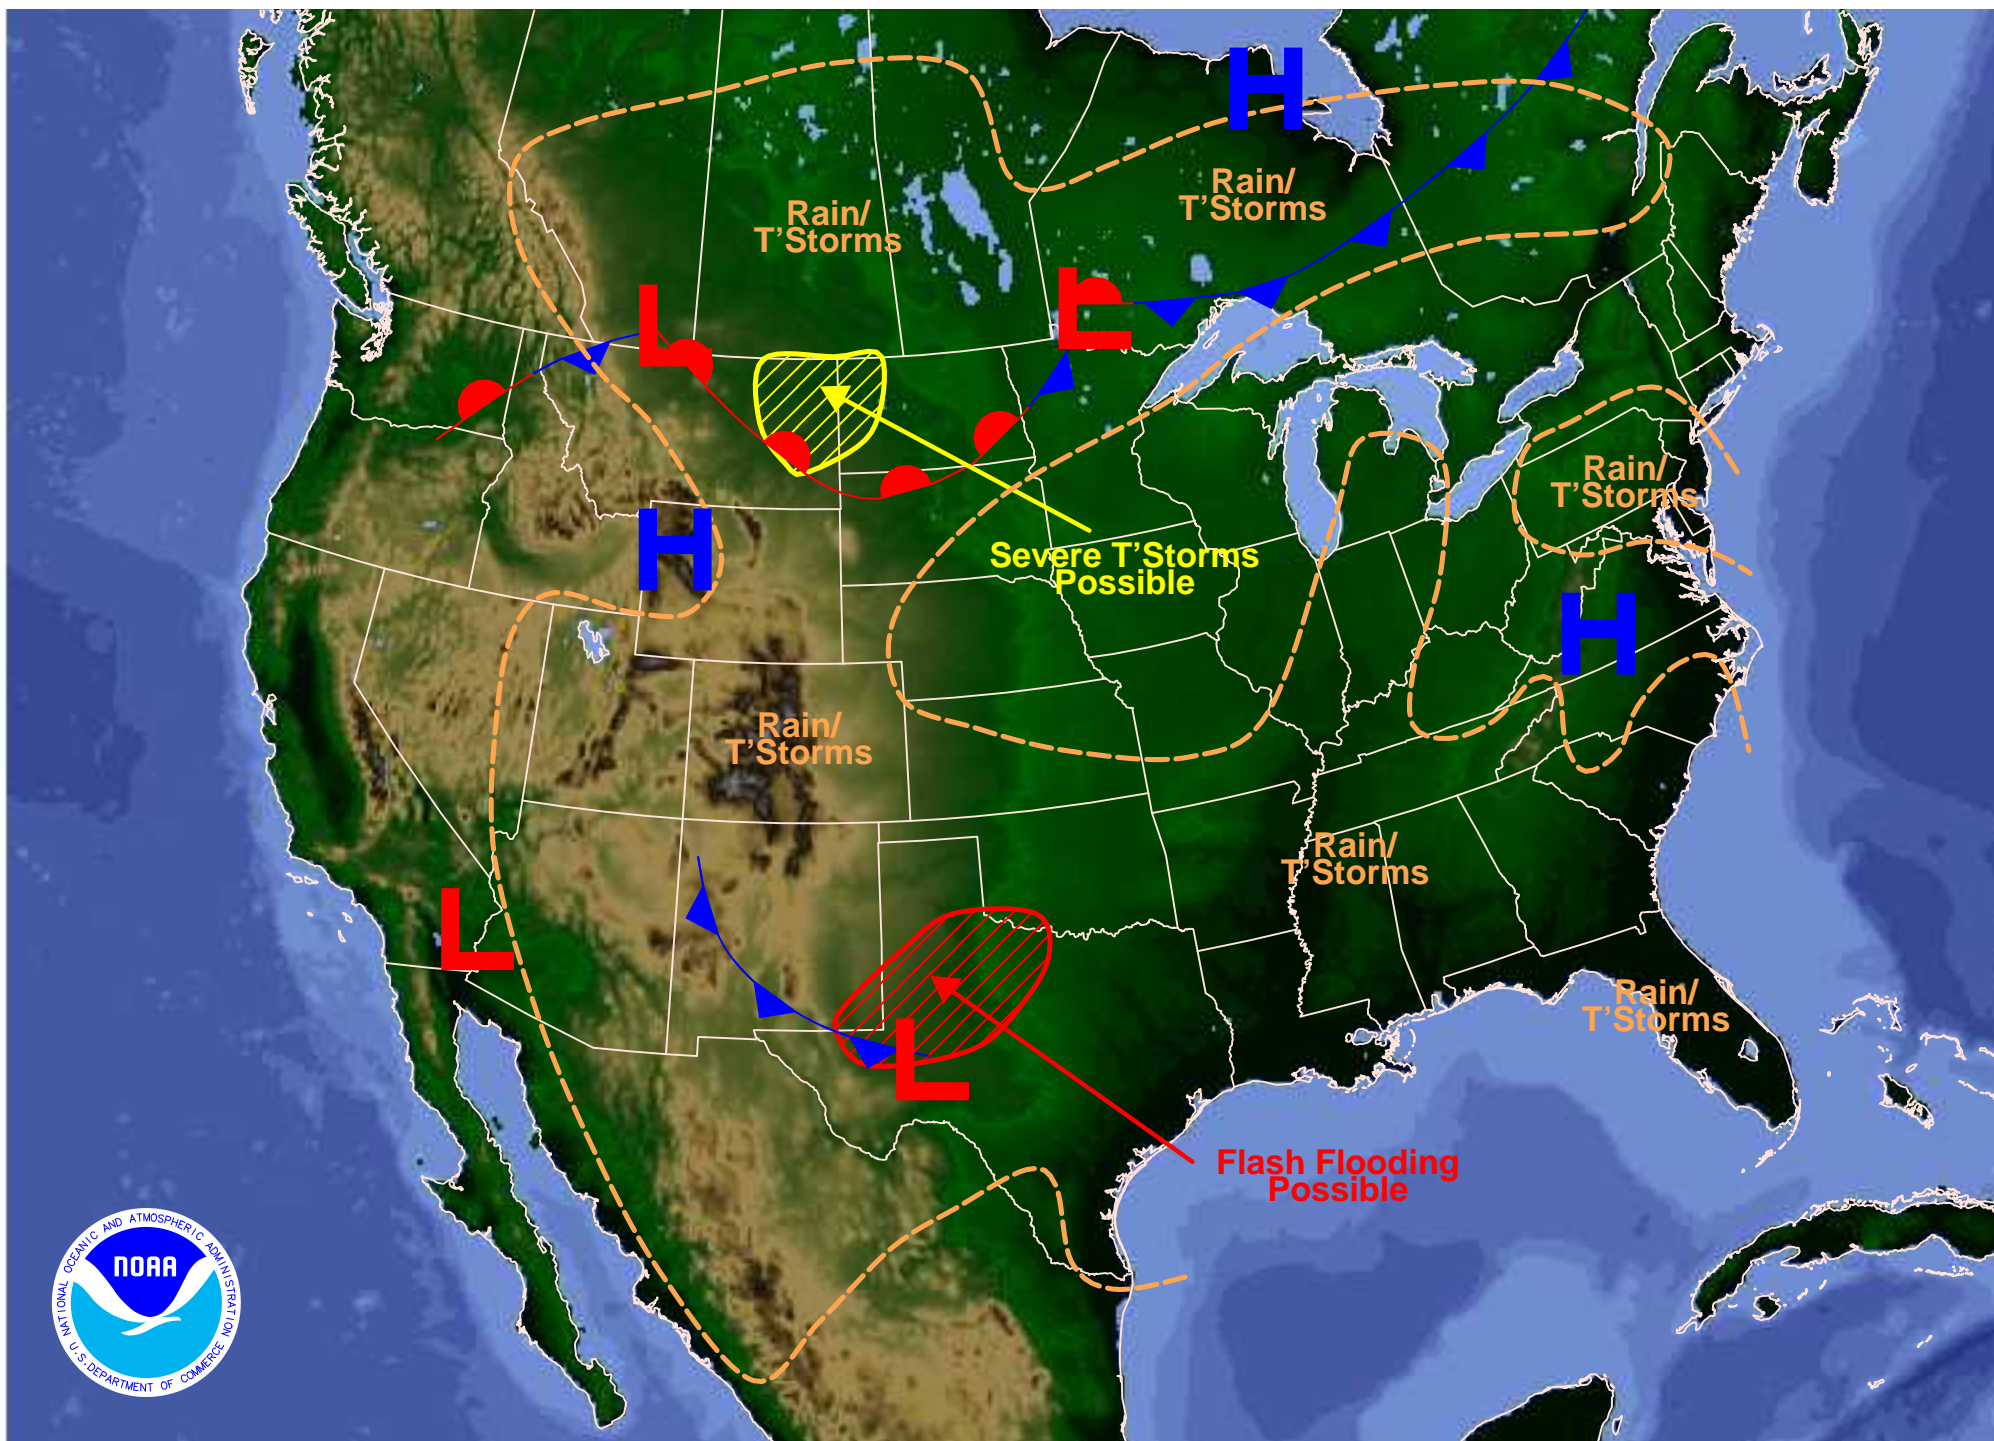 H
Rain/
T'Storms
Rain/
T'Storms
L
L
Rain/
T'Storms
H
Severe T'Storms
Possible
H
Rain/
T'Storms
Rain/
T'Storms
L
Rain/
T'Storms
L
Flash Flooding
Possible
NATIONAL OCEANIC AND ATMOSPHERIC ADMINISTRATION
NOAA
U.S. DEPARTMENT OF COMMERCE